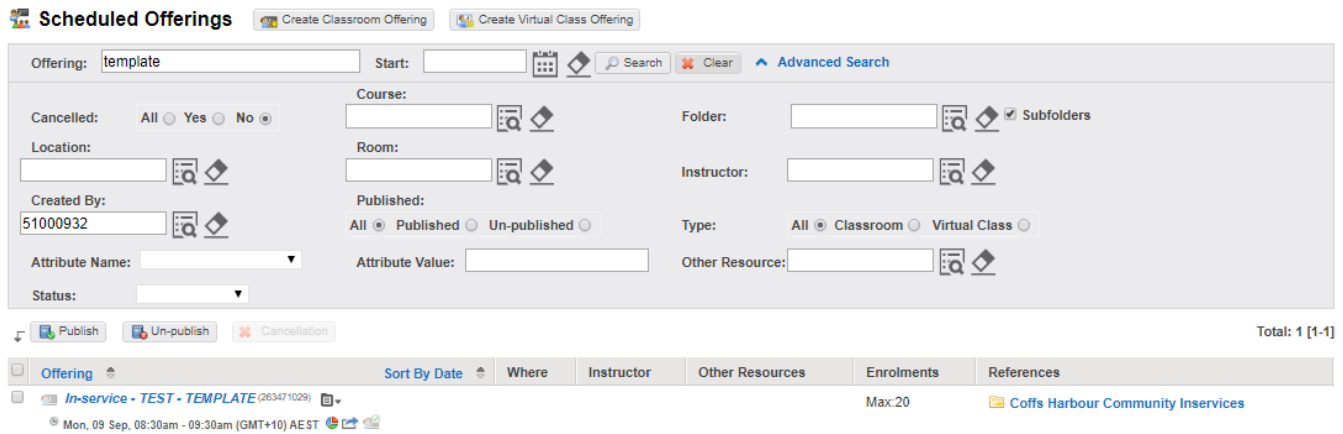 Scheduled Offerings Create Classroom Offering Create Virtual Class Offering
Offering: template Start: Search Clear Advanced Search
Course:
Cancelled: All Yes No Folder: Subfolders
Location: Room:
Instructor:
Created By: Published:
51000932 All Published Un-published Type: All Classroom Virtual Class
Attribute Name: Attribute Value: Other Resource:
Status:
Publish Un-publish Cancellation Total: 1 [1-1]
Offering Sort By Date Where Instructor Other Resources Enrolments References
In-service - TEST - TEMPLATE (263471029) Max:20 Coffs Harbour Community Inservices
Mon, 09 Sep, 08:30am - 09:30am (GMT+10) AEST